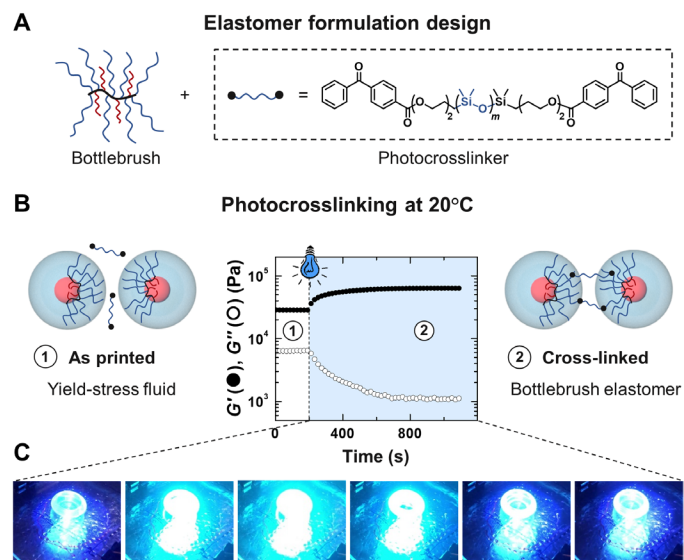 A
Elastomer formulation design
+
=
O
O
O
2
Si
O
m
Si
O
2
O
O
Bottlebrush
Photocrosslinker
B
Photocrosslinking at 20°C
G′ (●), G″ (○) (Pa)
10⁵
10⁴
10³
1
2
0
400
800
Time (s)
1 As printed
Yield-stress fluid
2 Cross-linked
Bottlebrush elastomer
C